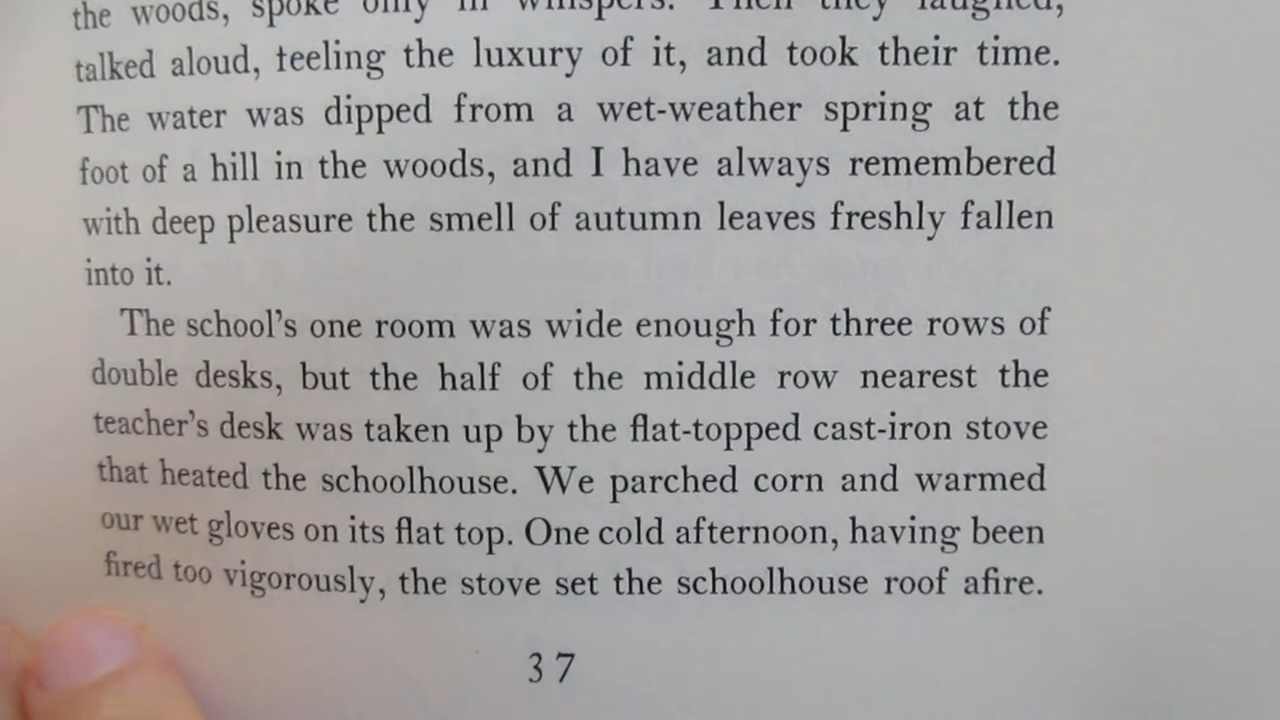 the woods, spoke only in whispers. Then they laughed,
talked aloud, feeling the luxury of it, and took their time.
The water was dipped from a wet-weather spring at the
foot of a hill in the woods, and I have always remembered
with deep pleasure the smell of autumn leaves freshly fallen
into it.
The school's one room was wide enough for three rows of
double desks, but the half of the middle row nearest the
teacher's desk was taken up by the flat-topped cast-iron stove
that heated the schoolhouse. We parched corn and warmed
our wet gloves on its flat top. One cold afternoon, having been
fired too vigorously, the stove set the schoolhouse roof afire.
37